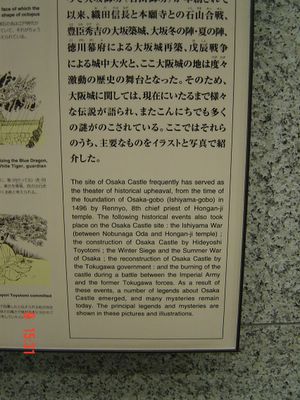 以来、織田信長と本願寺との石山合戦、
豊臣秀吉の大坂築城、大坂冬の陣・夏の陣、
徳川幕府による大坂城再築、戊辰戦争
による城中大火と、ここ大阪城の地は度々
激動の歴史の舞台となった。そのため、
大阪城に関しては、現在にいたるまで様々
な伝説が語られ、またこんにちでも多く
の謎がのこされている。ここではそれら
のうち、主要なものをイラストと写真で紹
介した。
The site of Osaka Castle frequently has served as
the theater of historical upheaval, from the time of
the foundation of Osaka-gobo (Ishiyama-gobo) in
1496 by Rennyo, 8th chief priest of Hongan-ji
temple. The following historical events also took
place on the Osaka Castle site : the Ishiyama War
(between Nobunaga Oda and Hongan-ji temple) ;
the construction of Osaka Castle by Hideyoshi
Toyotomi ; the Winter Siege and the Summer War
of Osaka ; the reconstruction of Osaka Castle by
the Tokugawa government ; and the burning of the
castle during a battle between the Imperial Army
and the former Tokugawa forces. As a result of
these events, a number of legends about Osaka
Castle emerged, and many mysteries remain
today. The principal legends and mysteries are
shown in these pictures and illustrations.
face of which the
shape of octopus
izing the Blue Dragon,
White Tiger, guardian
yori Toyotomi committed